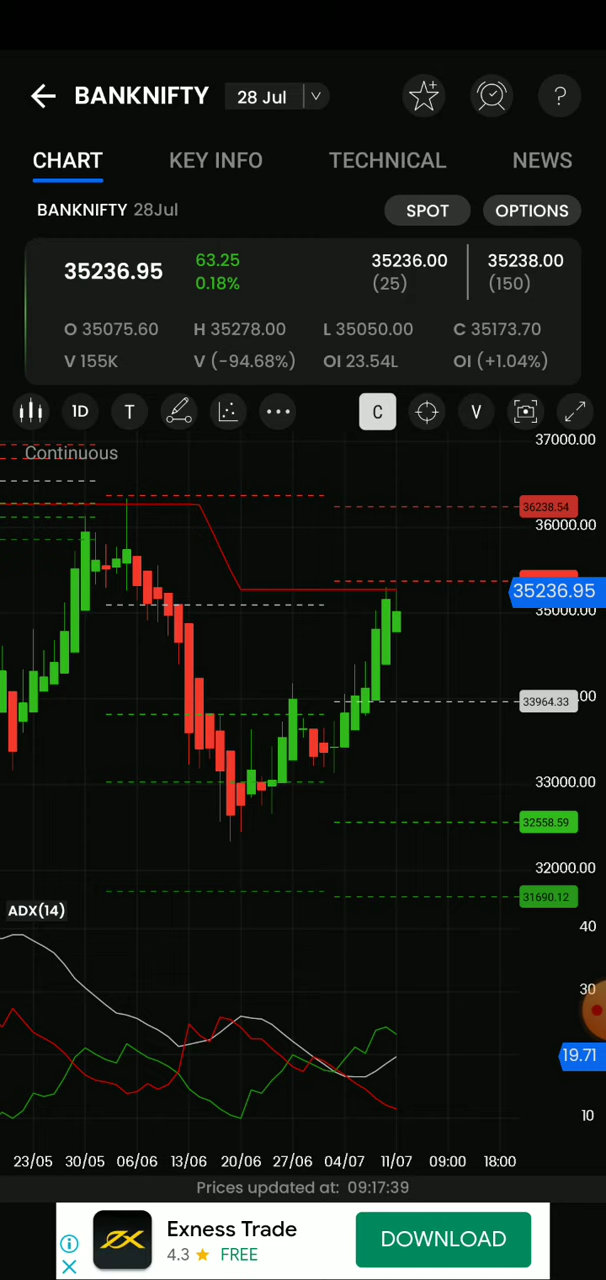 BANKNIFTY 28 Jul
?
CHART KEY INFO TECHNICAL NEWS
BANKNIFTY 28Jul SPOT OPTIONS
35236.95 63.25 0.18% 35236.00 (25) 35238.00 (150)
O 35075.60 H 35278.00 L 35050.00 C 35173.70
V 155K V (-94.68%) OI 23.54L OI (+1.04%)
1D T C V
37000.00
Continuous
36238.54
36000.00
35236.95
35000.00
33964.33
33000.00
32558.59
32000.00
31690.12
ADX(14)
40
30
19.71
10
23/05 30/05 06/06 13/06 20/06 27/06 04/07 11/07 09:00 18:00
Prices updated at: 09:17:39
Exness Trade
4.3 FREE
DOWNLOAD